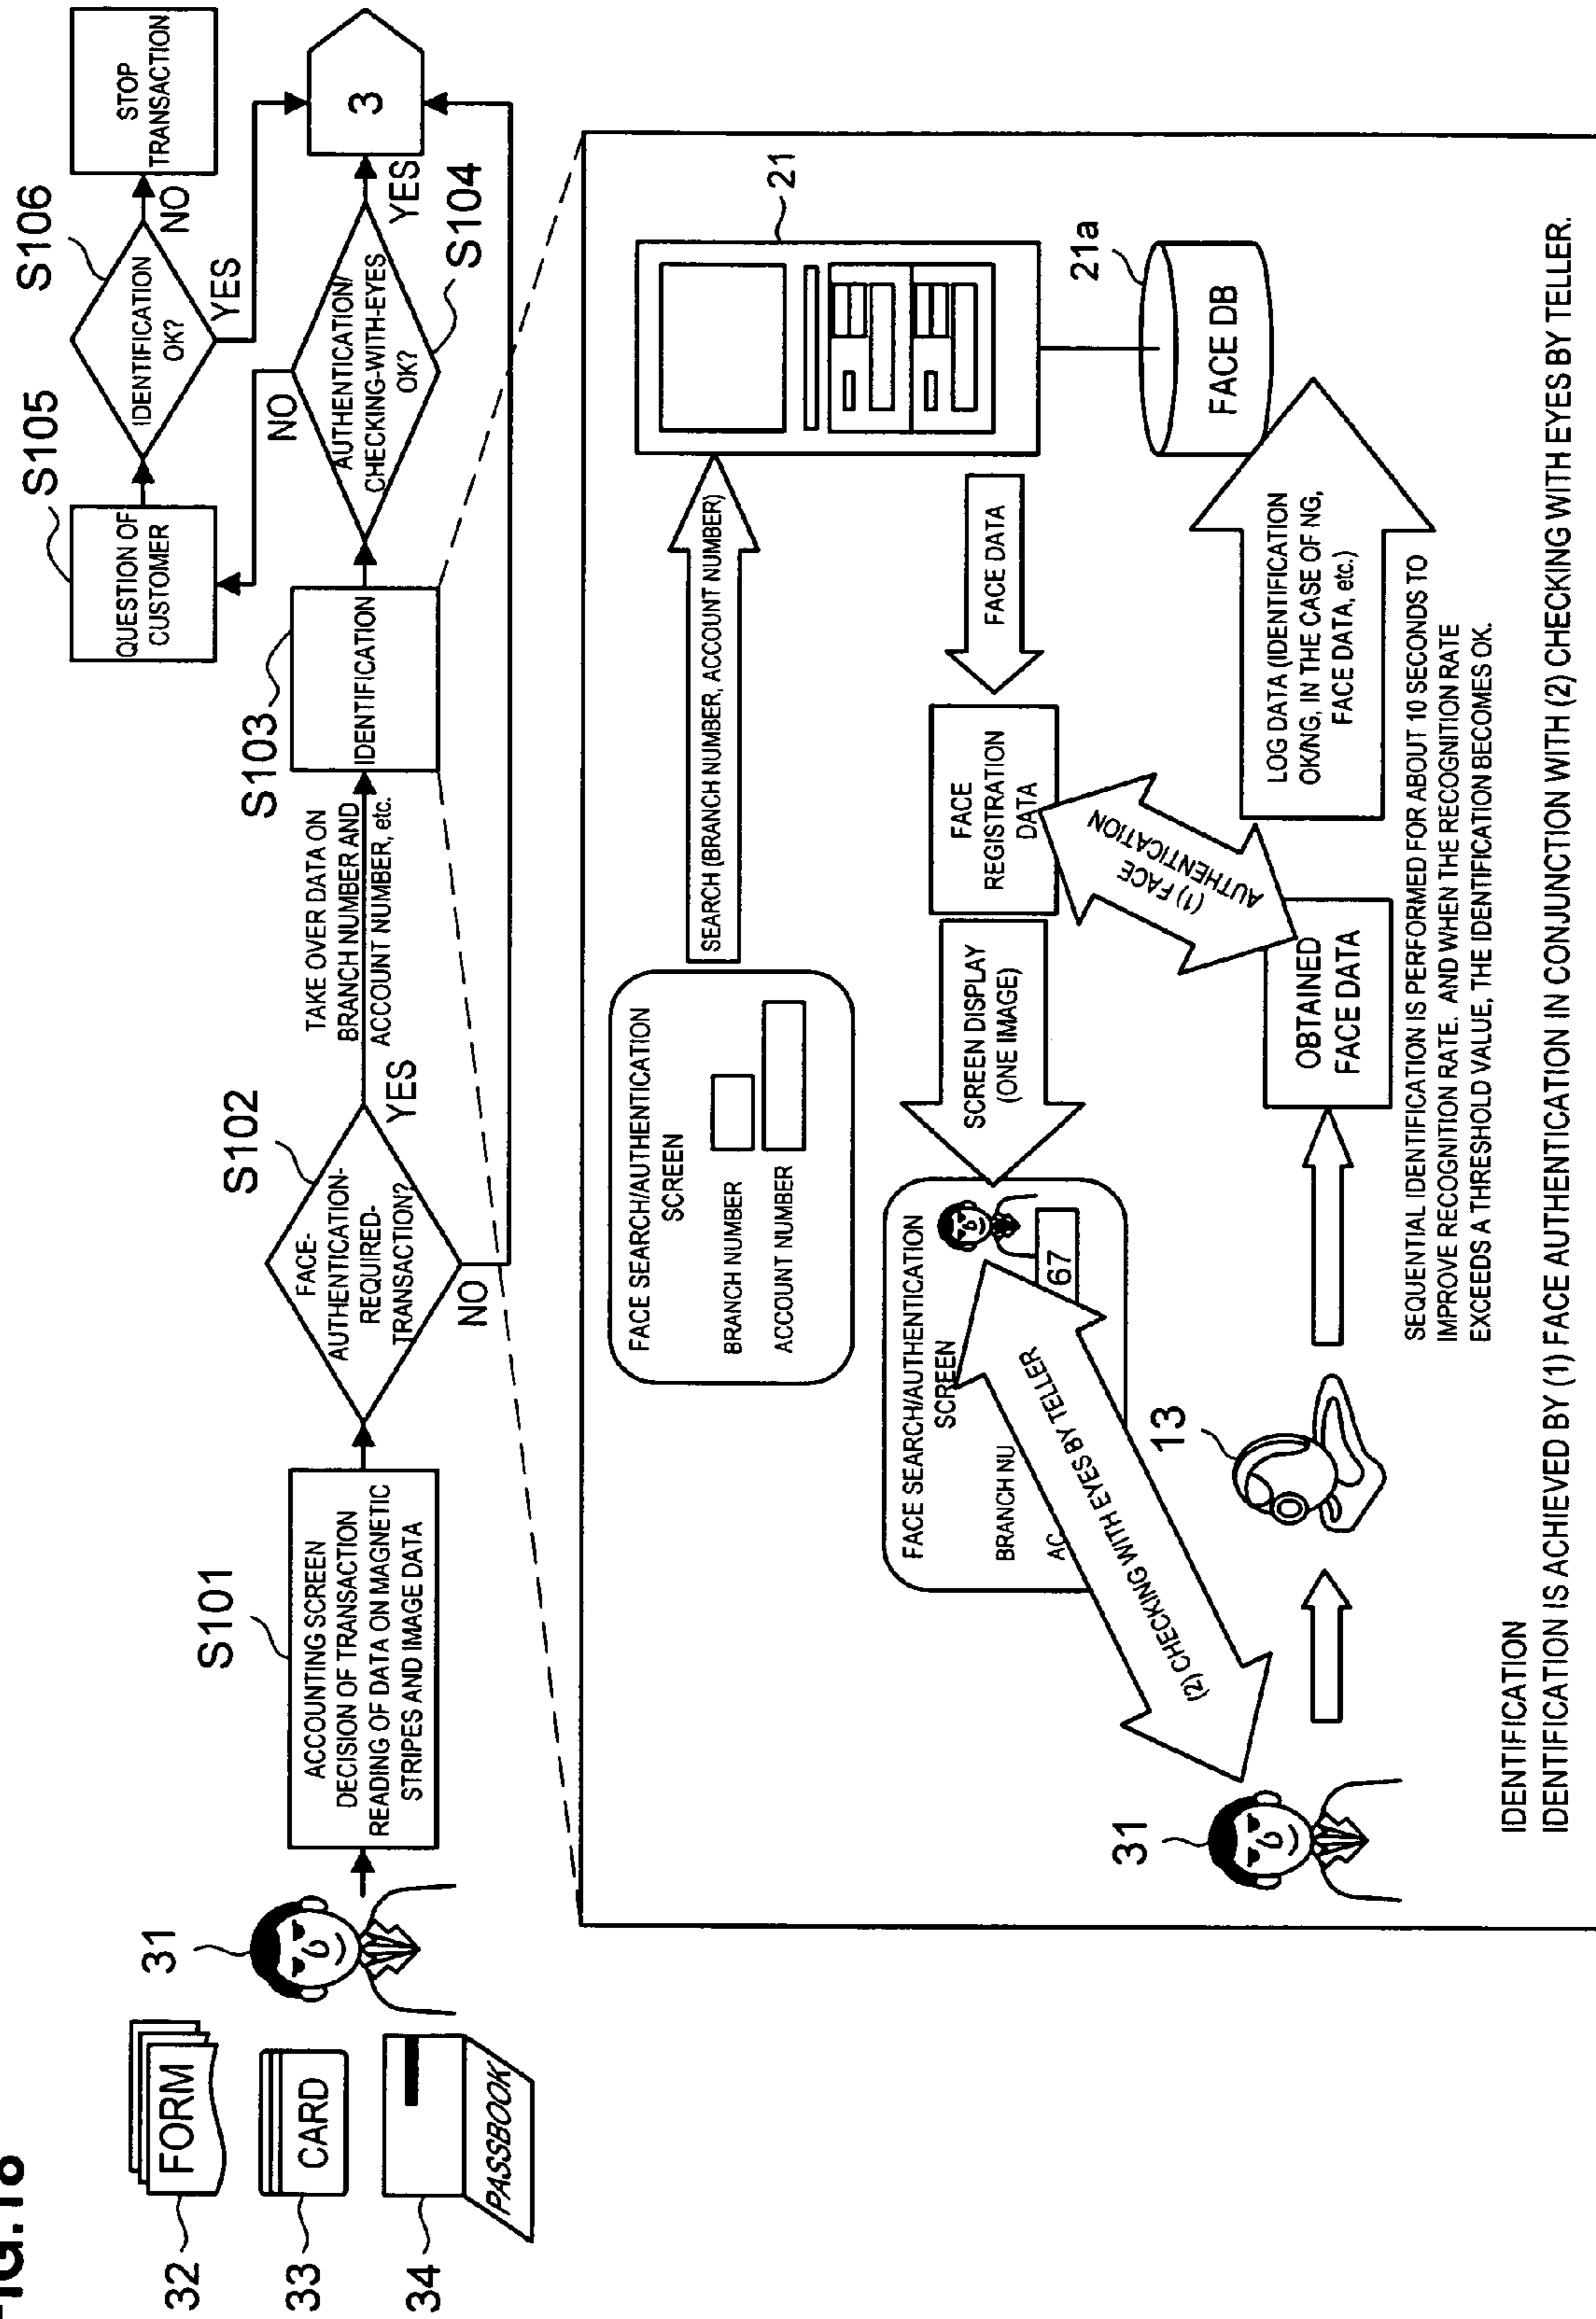 FIG.18
32
FORM
33
CARD
34
PASSBOOK
31
S101
ACCOUNTING SCREEN
DECISION OF TRANSACTION
READING OF DATA ON MAGNETIC
STRIPES AND IMAGE DATA
S102
FACE-
AUTHENTICATION-
REQUIRED-
TRANSACTION?
YES
NO
TAKE OVER DATA ON
BRANCH NUMBER AND
ACCOUNT NUMBER, etc.
S103
IDENTIFICATION
S104
AUTHENTICATION/
CHECKING-WITH-EYES
OK?
YES
NO
S105
QUESTION OF
CUSTOMER
S106
IDENTIFICATION
OK?
NO
YES
STOP
TRANSACTION
3
FACE SEARCH/AUTHENTICATION
SCREEN
BRANCH NUMBER
ACCOUNT NUMBER
SEARCH (BRANCH NUMBER, ACCOUNT NUMBER)
21
FACE SEARCH/AUTHENTICATION
SCREEN
BRANCH NU
AC
67
SCREEN DISPLAY
(ONE IMAGE)
FACE
REGISTRATION
DATA
FACE DATA
21a
FACE DB
(2) CHECKING WITH EYES BY TELLER
(1) FACE
AUTHENTICATION
31
13
OBTAINED
FACE DATA
LOG DATA (IDENTIFICATION
OK/NG, IN THE CASE OF NG,
FACE DATA, etc.)
SEQUENTIAL IDENTIFICATION IS PERFORMED FOR ABOUT 10 SECONDS TO
IMPROVE RECOGNITION RATE. AND WHEN THE RECOGNITION RATE
EXCEEDS A THRESHOLD VALUE, THE IDENTIFICATION BECOMES OK.
IDENTIFICATION
IDENTIFICATION IS ACHIEVED BY (1) FACE AUTHENTICATION IN CONJUNCTION WITH (2) CHECKING WITH EYES BY TELLER.